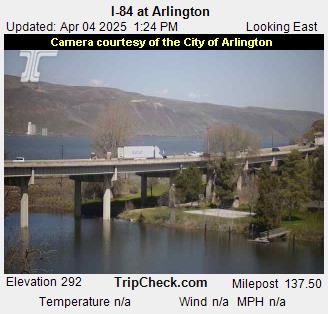 I-84 at Arlington
Updated: Apr 04 2025 1:24 PM Looking East
Camera courtesy of the City of Arlington
Elevation 292 TripCheck.com Milepost 137.50
Temperature n/a Wind n/a MPH n/a